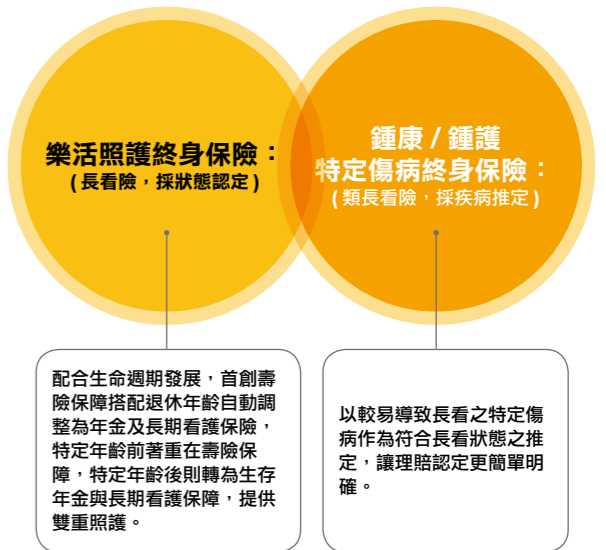 樂活照護終身保險：
(長看險，採狀態認定)
鍾康 / 鍾護
特定傷病終身保險：
(類長看險，採疾病推定)
配合生命週期發展，首創壽
險保障搭配退休年齡自動調
整為年金及長期看護保險，
特定年齡前著重在壽險保
障，特定年齡後則轉為生存
年金與長期看護保障，提供
雙重照護。
以較易導致長看之特定傷
病作為符合長看狀態之推
定，讓理賠認定更簡單明
確。